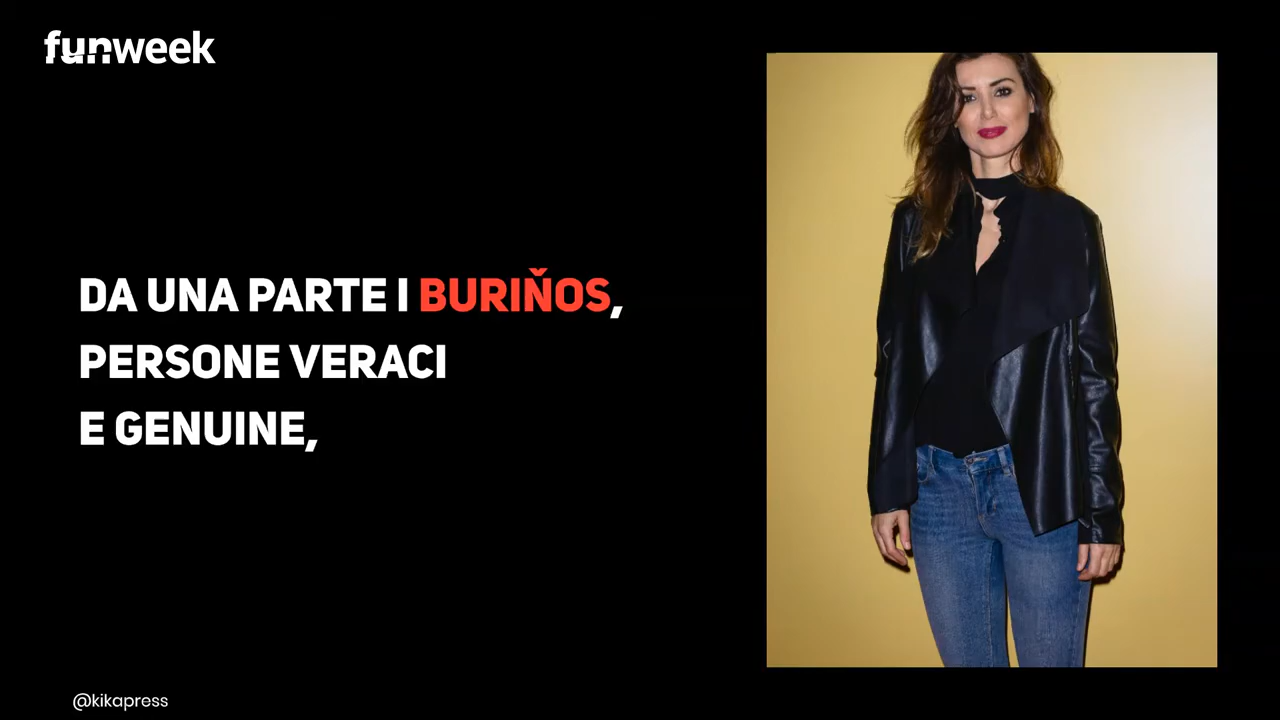 funweek
DA UNA PARTE I BURIŇOS,
PERSONE VERACI
E GENUINE,
@kikapress